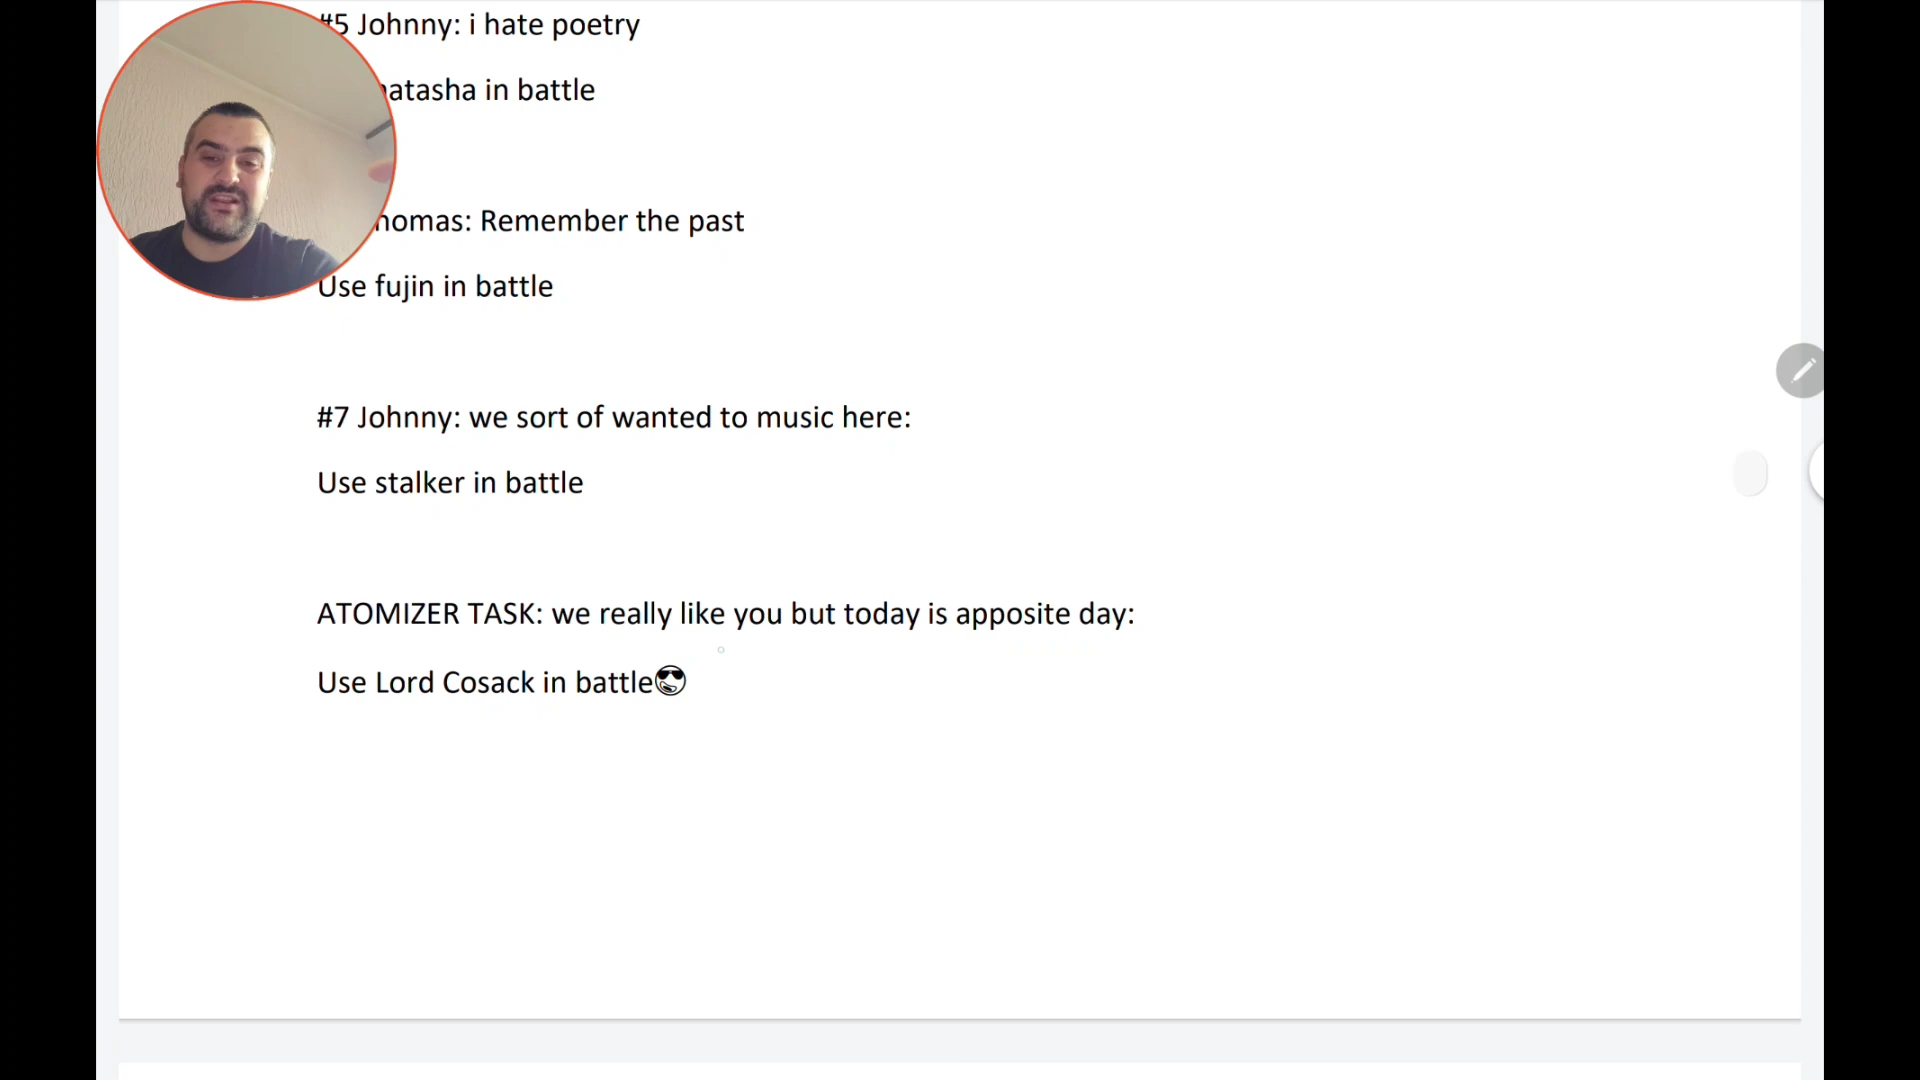 #5 Johnny: i hate poetry
natasha in battle
homas: Remember the past
Use fujin in battle
#7 Johnny: we sort of wanted to music here:
Use stalker in battle
ATOMIZER TASK: we really like you but today is apposite day:
Use Lord Cosack in battle😎